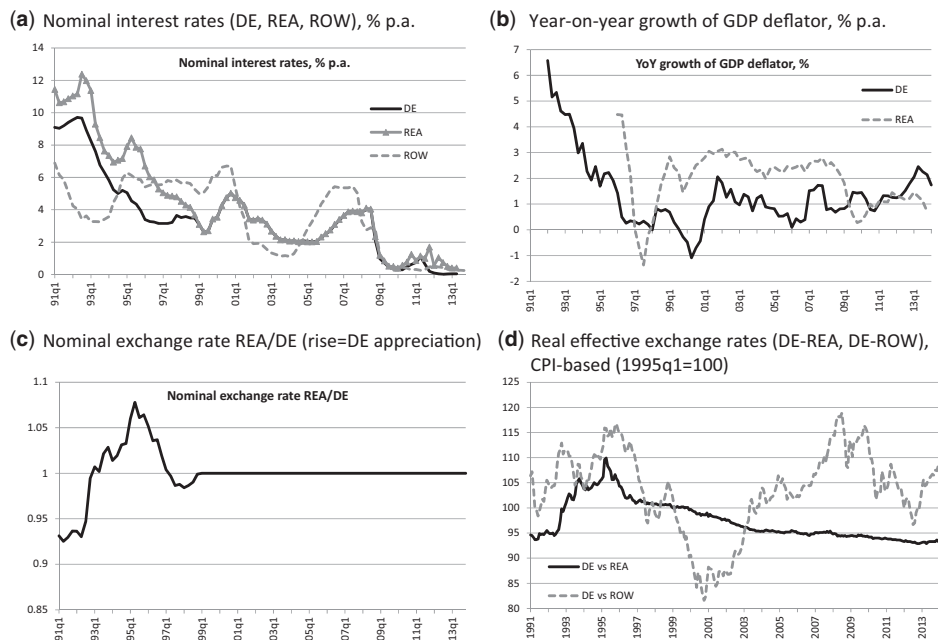 (a) Nominal interest rates (DE, REA, ROW), % p.a.
Nominal interest rates, % p.a.
14
12
10
8
6
4
2
0
DE
REA
ROW
91q1
93q1
95q1
97q1
99q1
01q1
03q1
05q1
07q1
09q1
11q1
13q1
(b) Year-on-year growth of GDP deflator, % p.a.
YoY growth of GDP deflator, %
7
6
5
4
3
2
1
0
-1
-2
DE
REA
91q1
93q1
95q1
97q1
99q1
01q1
03q1
05q1
07q1
09q1
11q1
13q1
(c) Nominal exchange rate REA/DE (rise=DE appreciation)
Nominal exchange rate REA/DE
1.1
1.05
1
0.95
0.9
0.85
91q1
93q1
95q1
97q1
99q1
01q1
03q1
05q1
07q1
09q1
11q1
13q1
(d) Real effective exchange rates (DE-REA, DE-ROW),
CPI-based (1995q1=100)
125
120
115
110
105
100
95
90
85
80
DE vs REA
DE vs ROW
1991
1993
1995
1997
1999
2001
2003
2005
2007
2009
2011
2013